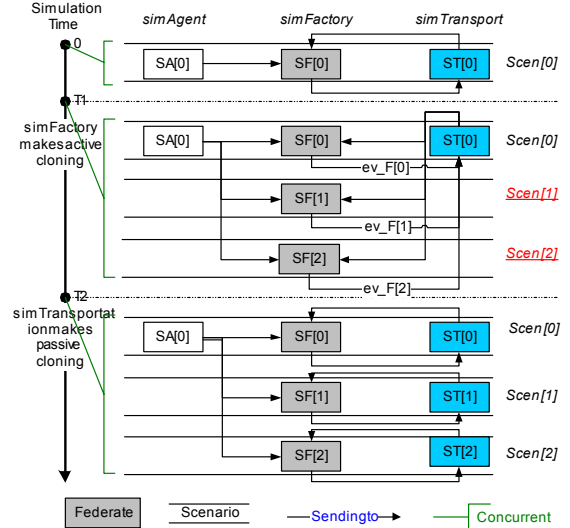 Simulation
Time
simAgent
simFactory
simTransport
0
SA[0]
SF[0]
ST[0]
Scen[0]
T1
simFactory
makesactive
cloning
SA[0]
SF[0]
ST[0]
Scen[0]
ev_F[0]
SF[1]
Scen[1]
ev_F[1]
SF[2]
Scen[2]
ev_F[2]
T2
simTransportat
ionmakes
passive
cloning
SA[0]
SF[0]
ST[0]
Scen[0]
SF[1]
ST[1]
Scen[1]
SF[2]
ST[2]
Scen[2]
Federate
Scenario
Sendingto
Concurrent